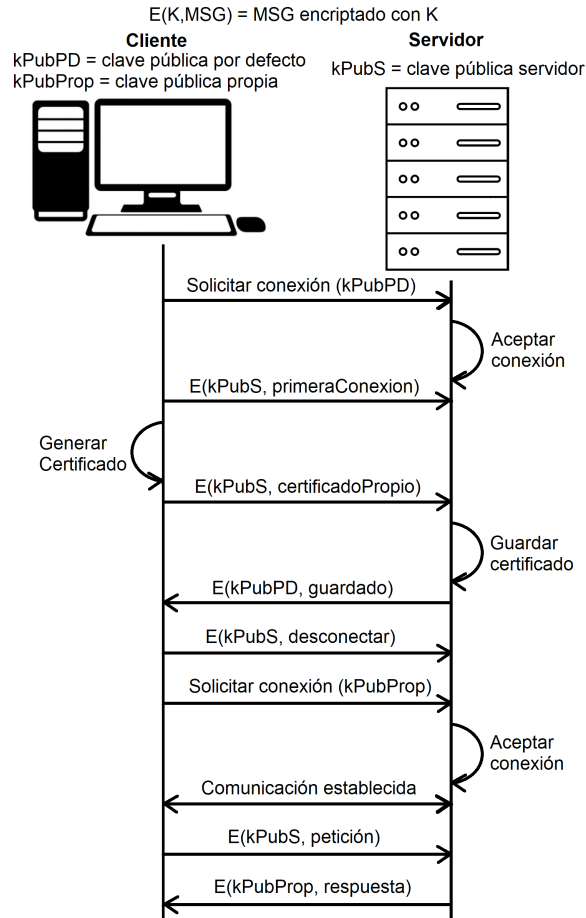 E(K,MSG) = MSG encriptado con K
Cliente
kPubPD = clave pública por defecto
kPubProp = clave pública propia
Servidor
kPubS = clave pública servidor
Solicitar conexión (kPubPD)
Aceptar
conexión
E(kPubS, primeraConexion)
Generar
Certificado
E(kPubS, certificadoPropio)
Guardar
certificado
E(kPubPD, guardado)
E(kPubS, desconectar)
Solicitar conexión (kPubProp)
Aceptar
conexión
Comunicación establecida
E(kPubS, petición)
E(kPubProp, respuesta)